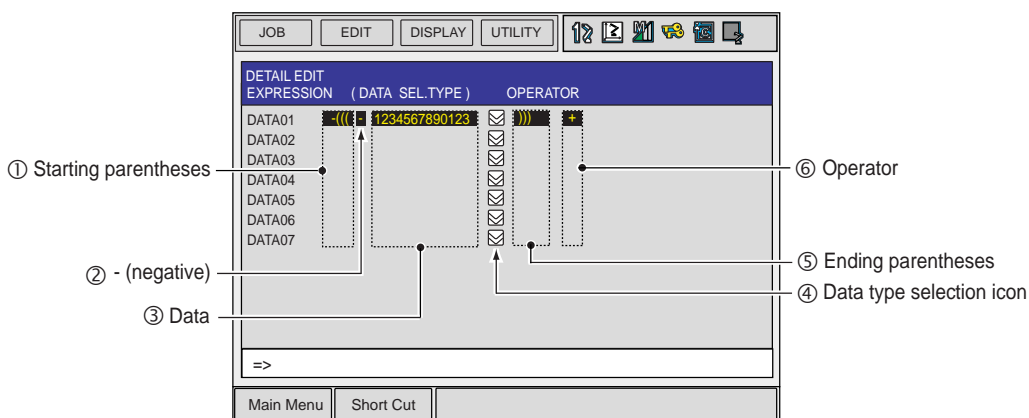 JOB EDIT DISPLAY UTILITY
DETAIL EDIT
EXPRESSION ( DATA SEL.TYPE ) OPERATOR
DATA01 -((( - 1234567890123 ))) +
DATA02
DATA03
① Starting parentheses
⑥ Operator
DATA04
DATA05
DATA06
DATA07
⑤ Ending parentheses
② - (negative)
④ Data type selection icon
③ Data
=>
Main Menu Short Cut